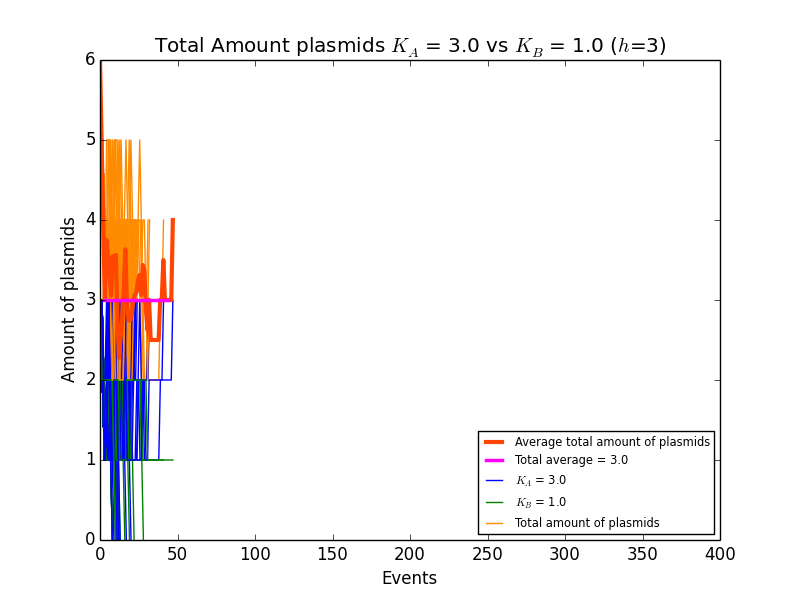 Total Amount plasmids K_A = 3.0 vs K_B = 1.0 (h=3)
6
5
4
3
2
1
0
Amount of plasmids
0 50 100 150 200 250 300 350 400
Events
Average total amount of plasmids
Total average = 3.0
K_A = 3.0
K_B = 1.0
Total amount of plasmids